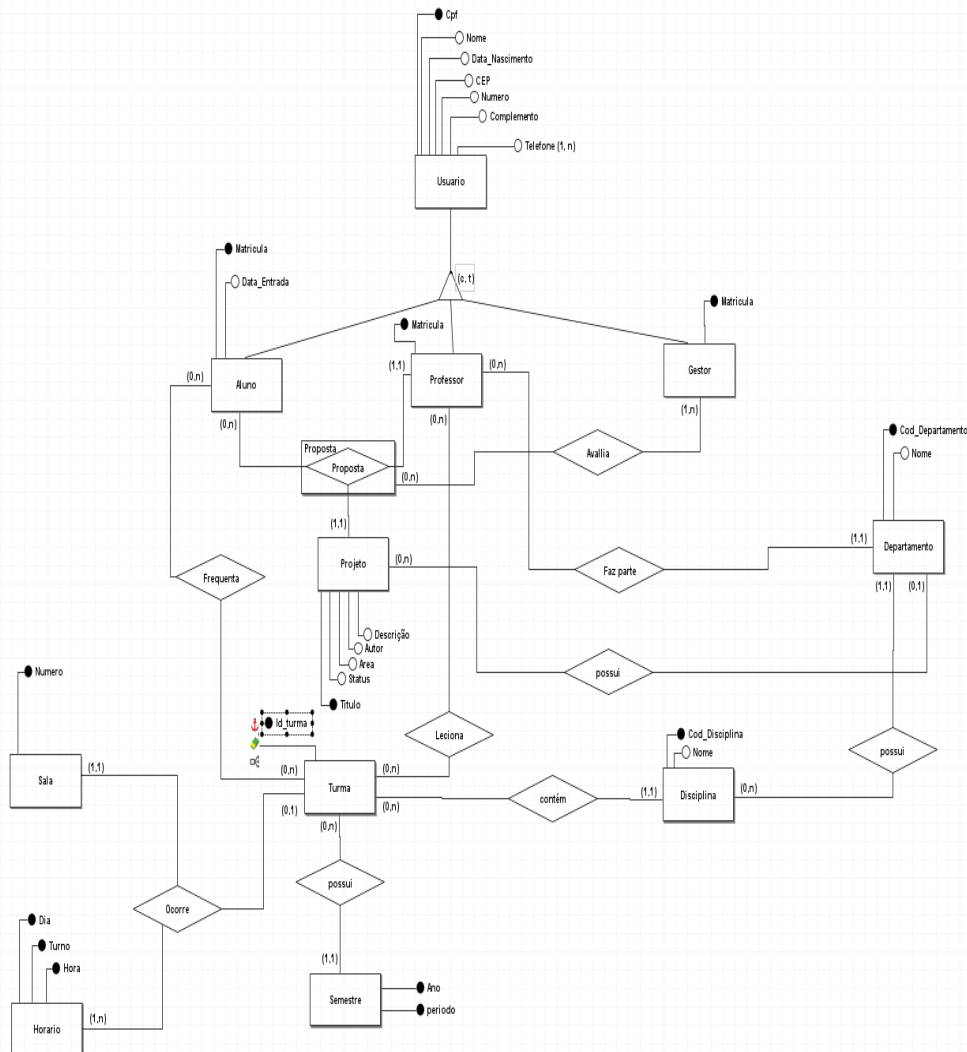 Cpf
Nome
Data_Nascimento
CEP
Numero
Complemento
Telefone (1, n)
Usuario
(c, t)
Matricula
Data_Entrada
Matricula
Matricula
(0,n)
Aluno
(0,n)
(1,1)
Professor
(0,n)
(0,n)
Gestor
(1,n)
Proposta
Proposta
(0,n)
Avallia
Cod_Departamento
Nome
(1,1)
Departamento
(1,1)
(0,1)
(1,1)
Projeto
(0,n)
Faz parte
Frequenta
Descrição
Autor
Area
Status
Titulo
possui
Numero
Id_turma
Leciona
Cod_Disciplina
Nome
possui
Sala
(1,1)
(0,n)
Turma
(0,n)
(0,n)
(0,1)
(0,n)
contém
(1,1)
Disciplina
(0,n)
possui
Ocorre
Dia
Turno
Hora
(1,1)
Semestre
Ano
periodo
Horario
(1,n)